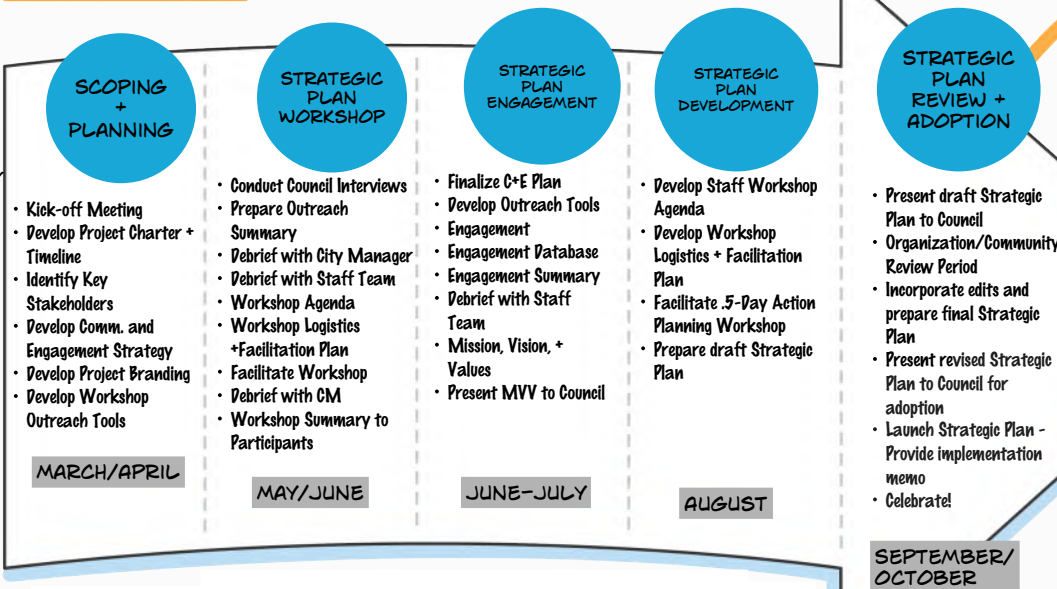 SCOPING
+
PLANNING
• Kick-off Meeting
• Develop Project Charter +
Timeline
• Identify Key
Stakeholders
• Develop Comm. and
Engagement Strategy
• Develop Project Branding
• Develop Workshop
Outreach Tools
MARCH/APRIL
STRATEGIC
PLAN
WORKSHOP
• Conduct Council Interviews
• Prepare Outreach
Summary
• Debrief with City Manager
• Debrief with Staff Team
• Workshop Agenda
• Workshop Logistics
+Facilitation Plan
• Facilitate Workshop
• Debrief with CM
• Workshop Summary to
Participants
MAY/JUNE
STRATEGIC
PLAN
ENGAGEMENT
• Finalize C+E Plan
• Develop Outreach Tools
• Engagement
• Engagement Database
• Engagement Summary
• Debrief with Staff
Team
• Mission, Vision, +
Values
• Present MVV to Council
JUNE-JULY
STRATEGIC
PLAN
DEVELOPMENT
• Develop Staff Workshop
Agenda
• Develop Workshop
Logistics + Facilitation
Plan
• Facilitate .5-Day Action
Planning Workshop
• Prepare draft Strategic
Plan
AUGUST
STRATEGIC
PLAN
REVIEW +
ADOPTION
• Present draft Strategic
Plan to Council
• Organization/Community
Review Period
• Incorporate edits and
prepare final Strategic
Plan
• Present revised Strategic
Plan to Council for
adoption
• Launch Strategic Plan -
Provide implementation
memo
• Celebrate!
SEPTEMBER/
OCTOBER